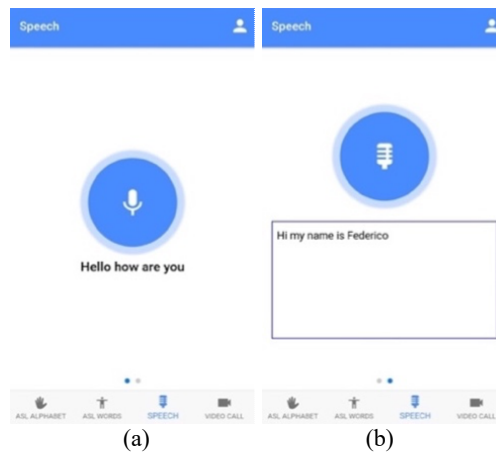 Speech
Hello how are you
ASL ALPHABET ASL WORDS SPEECH VIDEO CALL
(a)
Speech
Hi my name is Federico
ASL ALPHABET ASL WORDS SPEECH VIDEO CALL
(b)